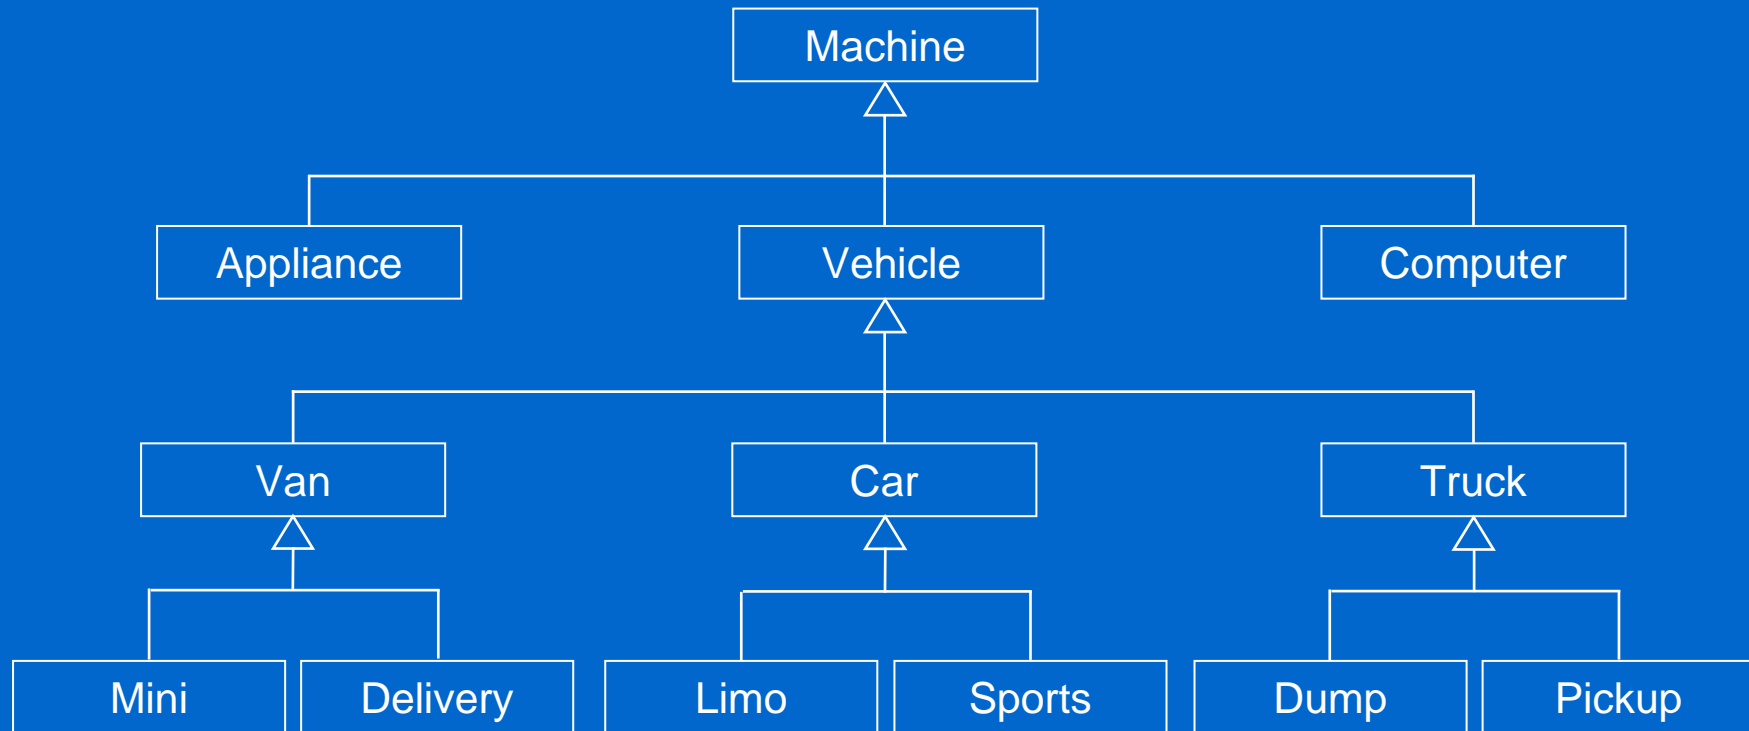 Machine
Appliance
Vehicle
Computer
Van
Car
Truck
Mini
Delivery
Limo
Sports
Dump
Pickup